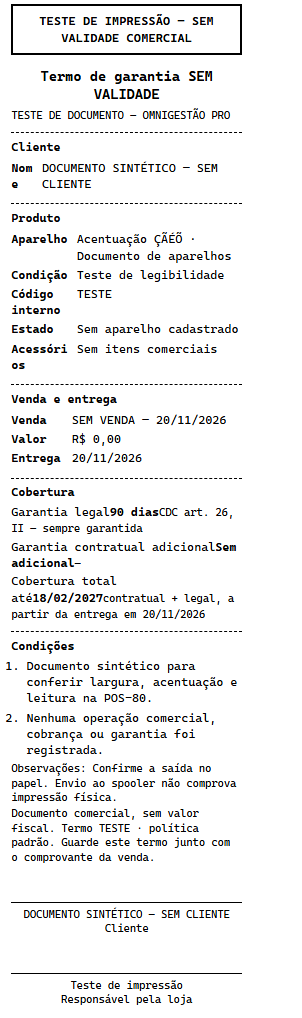 TESTE DE IMPRESSÃO — SEM
VALIDADE COMERCIAL
Termo de garantia SEM
VALIDADE
TESTE DE DOCUMENTO — OMNIGESTÃO PRO
Cliente
Nom DOCUMENTO SINTÉTICO — SEM
e CLIENTE
Produto
Aparelho Acentuação ÇÃÉÕ ·
Documento de aparelhos
Condição Teste de legibilidade
Código TESTE
interno
Estado Sem aparelho cadastrado
Acessóri Sem itens comerciais
os
Venda e entrega
Venda SEM VENDA — 20/11/2026
Valor R$ 0,00
Entrega 20/11/2026
Cobertura
Garantia legal90 diasCDC art. 26,
II — sempre garantida
Garantia contratual adicionalSem
adicional—
Cobertura total
até18/02/2027contratual + legal, a
partir da entrega em 20/11/2026
Condições
1. Documento sintético para
conferir largura, acentuação e
leitura na POS-80.
2. Nenhuma operação comercial,
cobrança ou garantia foi
registrada.
Observações: Confirme a saída no
papel. Envio ao spooler não comprova
impressão física.
Documento comercial, sem valor
fiscal. Termo TESTE · política
padrão. Guarde este termo junto com
o comprovante da venda.
DOCUMENTO SINTÉTICO — SEM CLIENTE
Cliente
Teste de impressão
Responsável pela loja